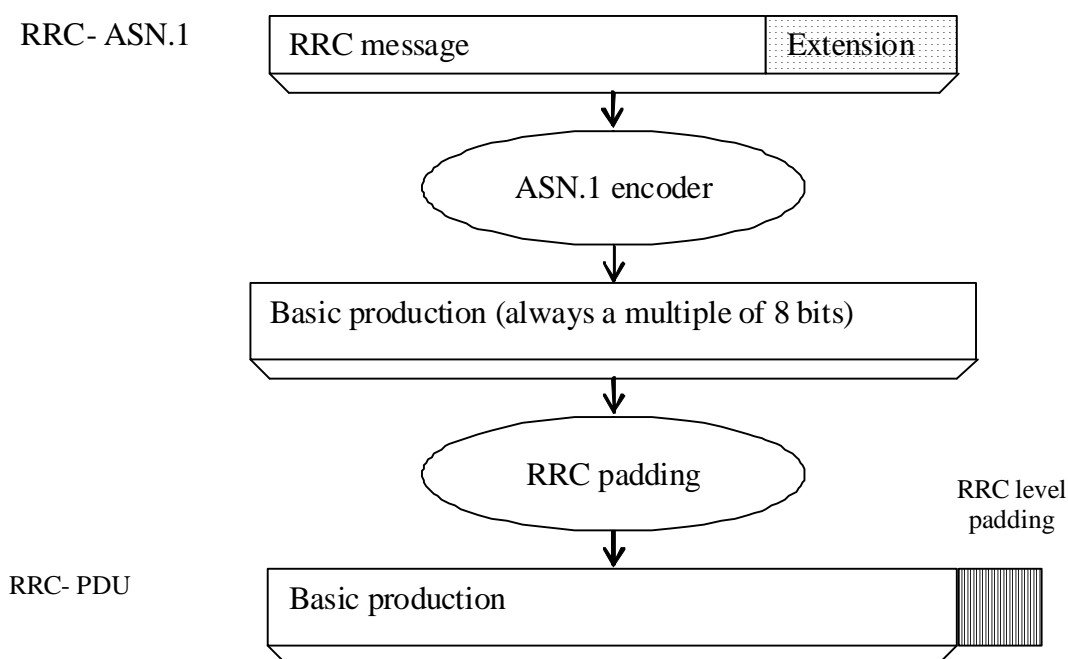 RRC- ASN.1
RRC message
Extension
ASN.1 encoder
Basic production (always a multiple of 8 bits)
RRC padding
RRC level
padding
RRC- PDU
Basic production